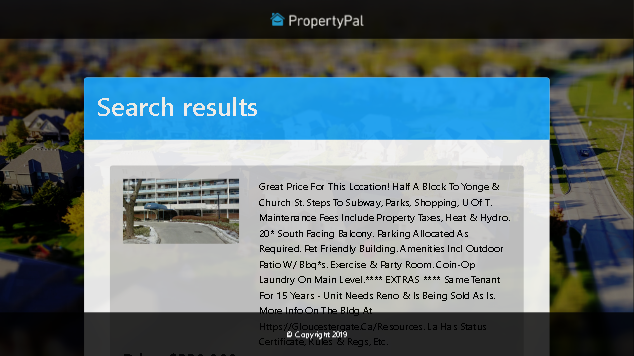 PropertyPal
Search results
Great Price For This Location! Half A Block To Yonge &
Church St. Steps To Subway, Parks, Shopping, U Of T.
Maintenance Fees Include Property Taxes, Heat & Hydro.
20* South Facing Balcony. Parking Allocated As
Required. Pet Friendly Building. Amenities Incl Outdoor
Patio W/ Bbq*s. Exercise & Party Room. Coin-Op
Laundry On Main Level.**** EXTRAS **** Same Tenant
For 15 Years - Unit Needs Reno & Is Being Sold As Is.
More Info On The Bldg At
Https://Gloucestergate.Ca/Resources. La Has Status
Certificate, Rules & Regs, Etc.
© Copyright 2019